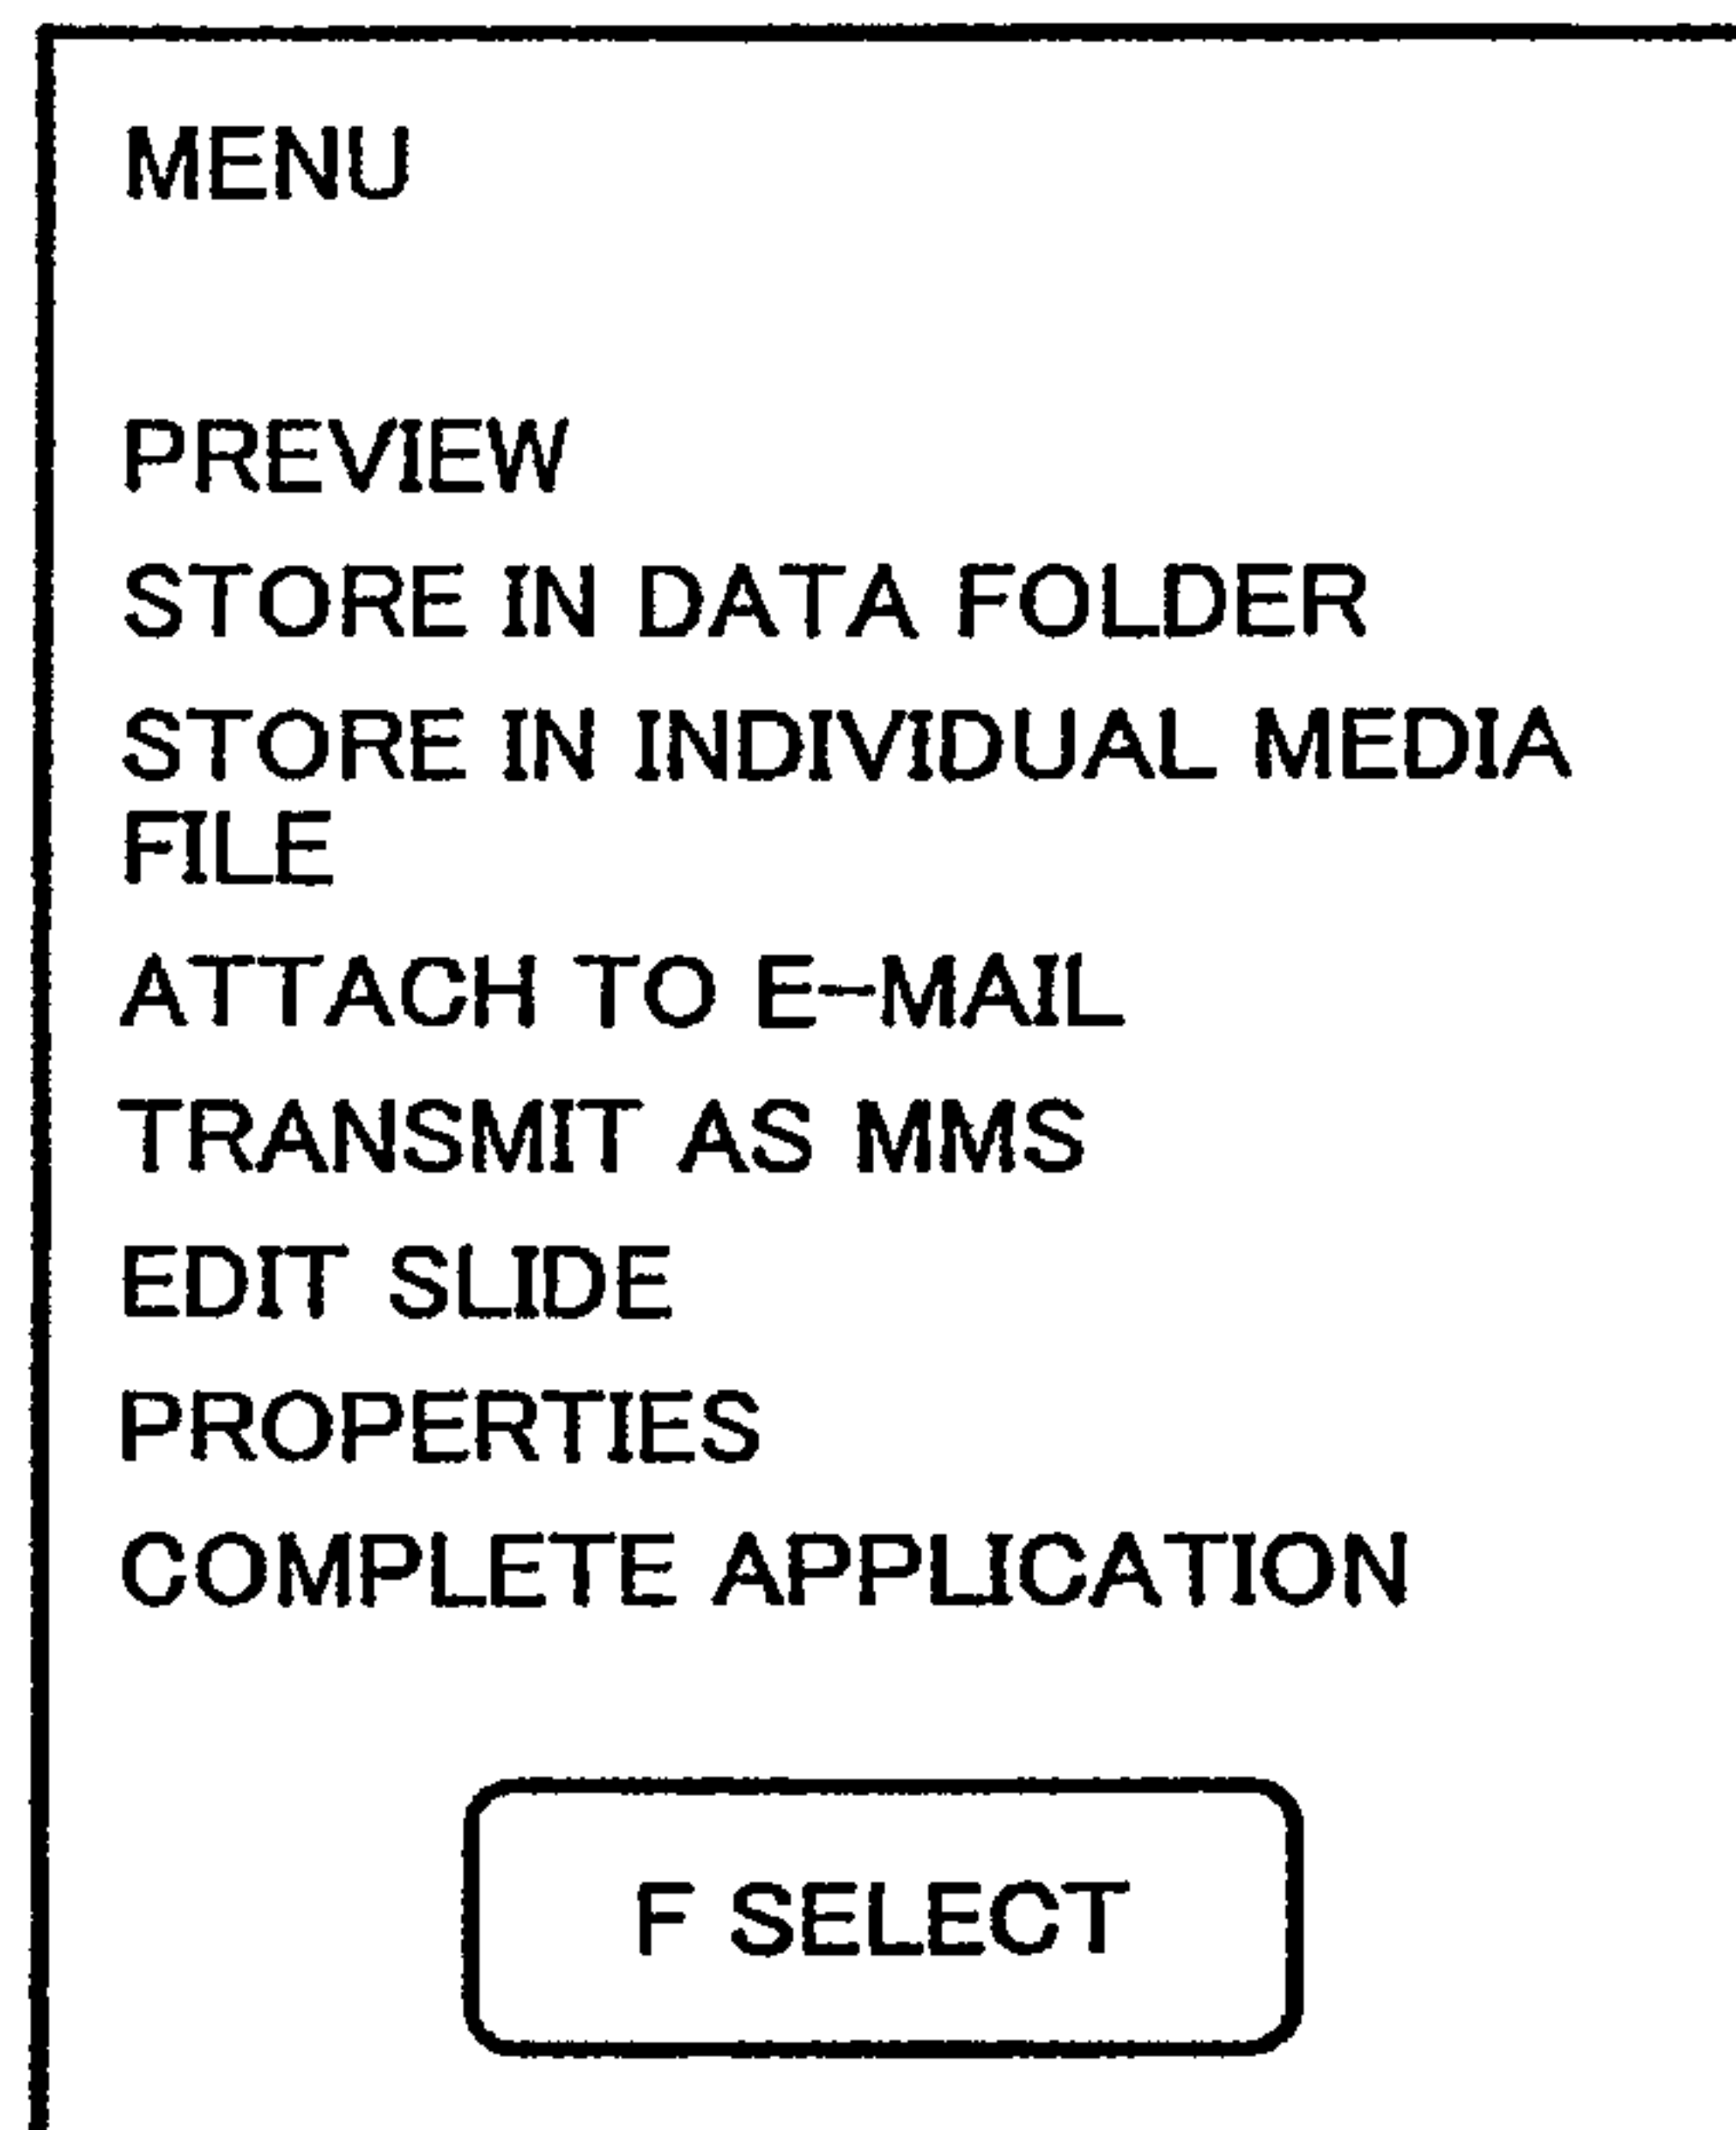 MENU
PREVIEW
STORE IN DATA FOLDER
STORE IN INDIVIDUAL MEDIA
FILE
ATTACH TO E-MAIL
TRANSMIT AS MMS
EDIT SLIDE
PROPERTIES
COMPLETE APPLICATION
F SELECT